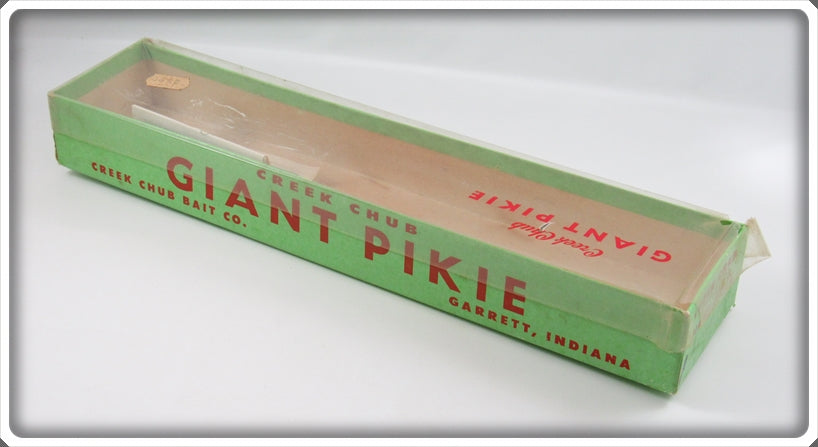 CREEK CHUB
GIANT PIKIE
CREEK CHUB BAIT CO.
GARRETT, INDIANA
Creek Chub
GIANT PIKIE